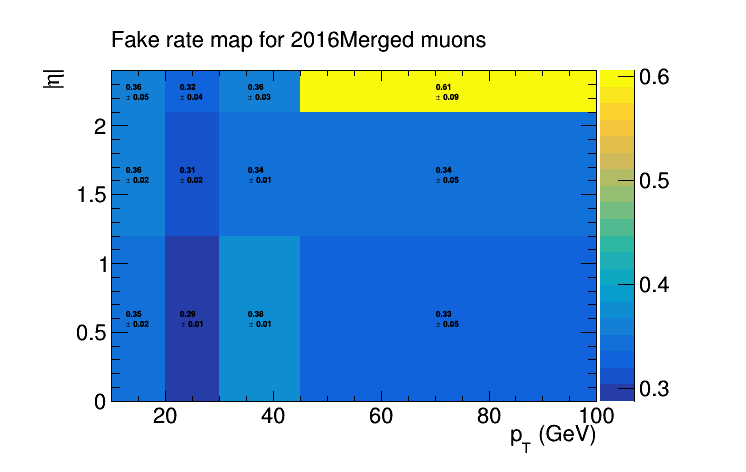 Fake rate map for 2016Merged muons
|η|
0.36 0.32 0.36 0.61
± 0.05 ± 0.04 ± 0.03 ± 0.09
0.36 0.31 0.34 0.34
± 0.02 ± 0.02 ± 0.01 ± 0.05
0.35 0.29 0.38 0.33
± 0.02 ± 0.01 ± 0.01 ± 0.05
2
1.5
1
0.5
0
20 40 60 80 100
p_T (GeV)
0.6
0.5
0.4
0.3